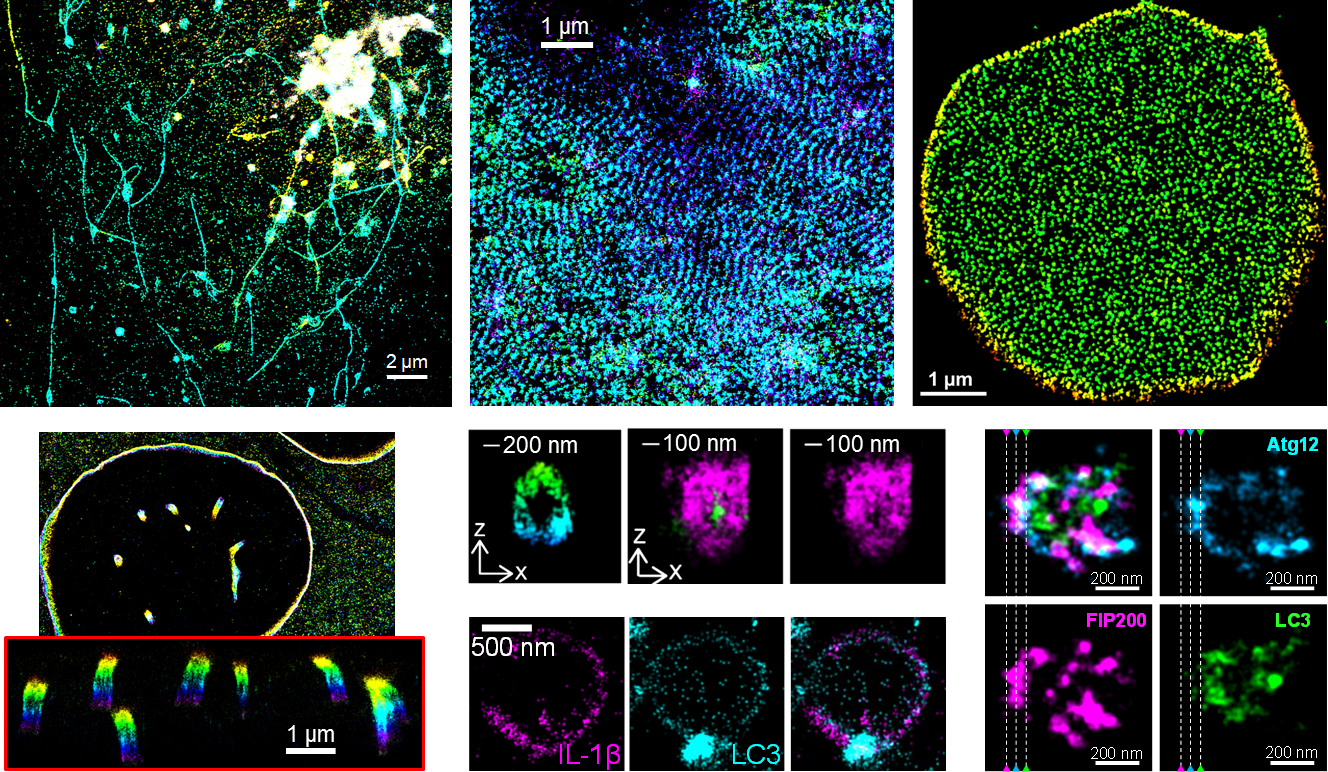 1 µm
2 µm
1 µm
–200 nm
–100 nm
–100 nm
Atg12
z
x
z
x
200 nm
200 nm
500 nm
IL-1β
LC3
FIP200
LC3
1 µm
200 nm
200 nm